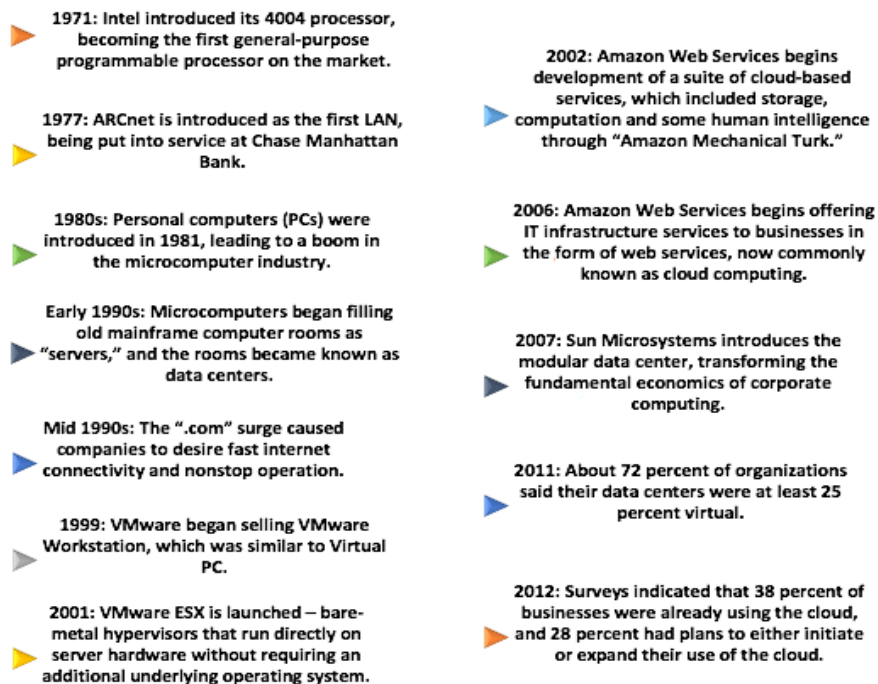 1971: Intel introduced its 4004 processor,
becoming the first general-purpose
programmable processor on the market.
1977: ARCnet is introduced as the first LAN,
being put into service at Chase Manhattan
Bank.
1980s: Personal computers (PCs) were
introduced in 1981, leading to a boom in
the microcomputer industry.
Early 1990s: Microcomputers began filling
old mainframe computer rooms as
“servers,” and the rooms became known as
data centers.
Mid 1990s: The “.com” surge caused
companies to desire fast internet
connectivity and nonstop operation.
1999: VMware began selling VMware
Workstation, which was similar to Virtual
PC.
2001: VMware ESX is launched – bare-
metal hypervisors that run directly on
server hardware without requiring an
additional underlying operating system.
2002: Amazon Web Services begins
development of a suite of cloud-based
services, which included storage,
computation and some human intelligence
through “Amazon Mechanical Turk.”
2006: Amazon Web Services begins offering
IT infrastructure services to businesses in
the form of web services, now commonly
known as cloud computing.
2007: Sun Microsystems introduces the
modular data center, transforming the
fundamental economics of corporate
computing.
2011: About 72 percent of organizations
said their data centers were at least 25
percent virtual.
2012: Surveys indicated that 38 percent of
businesses were already using the cloud,
and 28 percent had plans to either initiate
or expand their use of the cloud.